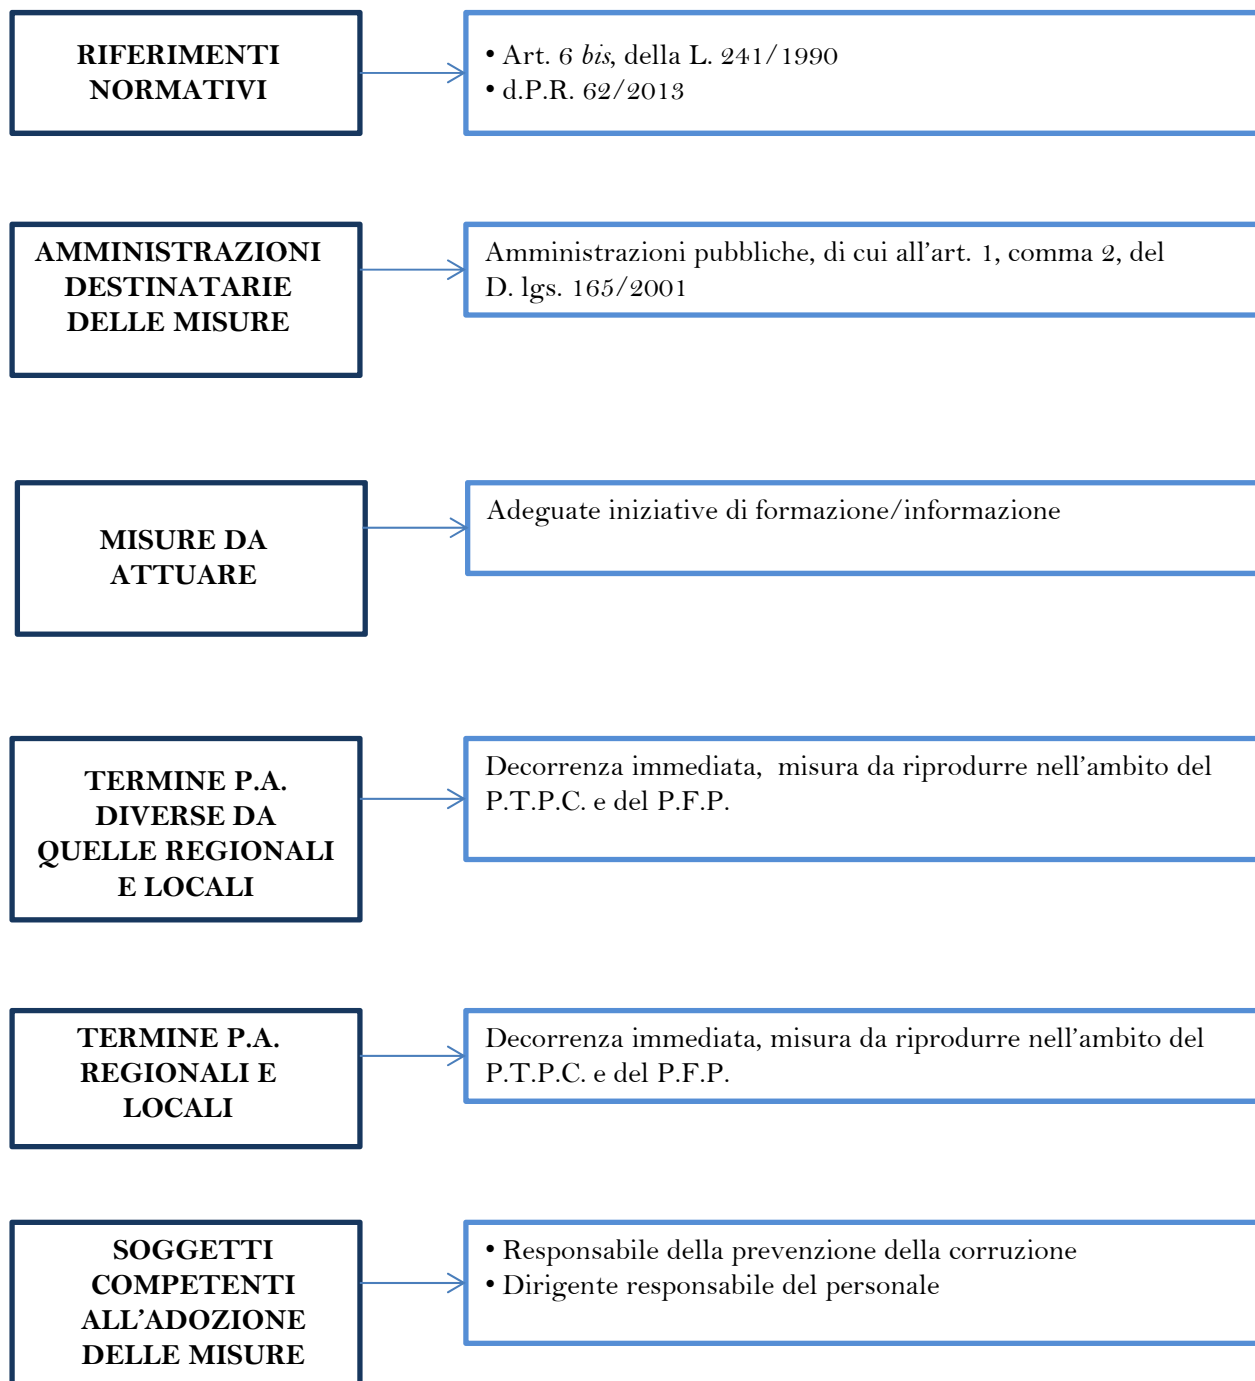 RIFERIMENTI
NORMATIVI
• Art. 6 bis, della L. 241/1990
• d.P.R. 62/2013
AMMINISTRAZIONI
DESTINATARIE
DELLE MISURE
Amministrazioni pubbliche, di cui all’art. 1, comma 2, del
D. lgs. 165/2001
MISURE DA
ATTUARE
Adeguate iniziative di formazione/informazione
TERMINE P.A.
DIVERSE DA
QUELLE REGIONALI
E LOCALI
Decorrenza immediata,  misura da riprodurre nell’ambito del
P.T.P.C. e del P.F.P.
TERMINE P.A.
REGIONALI E
LOCALI
Decorrenza immediata, misura da riprodurre nell’ambito del
P.T.P.C. e del P.F.P.
SOGGETTI
COMPETENTI
ALL’ADOZIONE
DELLE MISURE
• Responsabile della prevenzione della corruzione
• Dirigente responsabile del personale